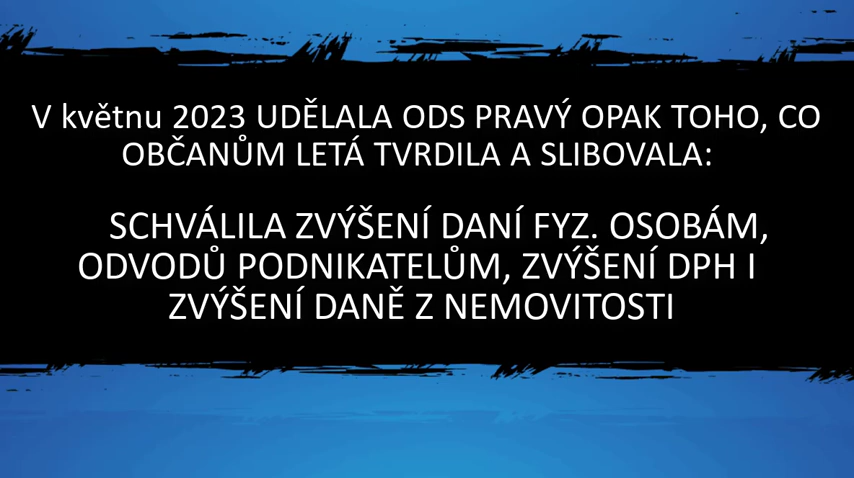 V květnu 2023 UDĚLALA ODS PRAVÝ OPAK TOHO, CO
OBČANŮM LETÁ TVRDILA A SLIBOVALA:
SCHVÁLILA ZVÝŠENÍ DANÍ FYZ. OSOBÁM,
ODVODŮ PODNIKATELŮM, ZVÝŠENÍ DPH I
ZVÝŠENÍ DANĚ Z NEMOVITOSTI